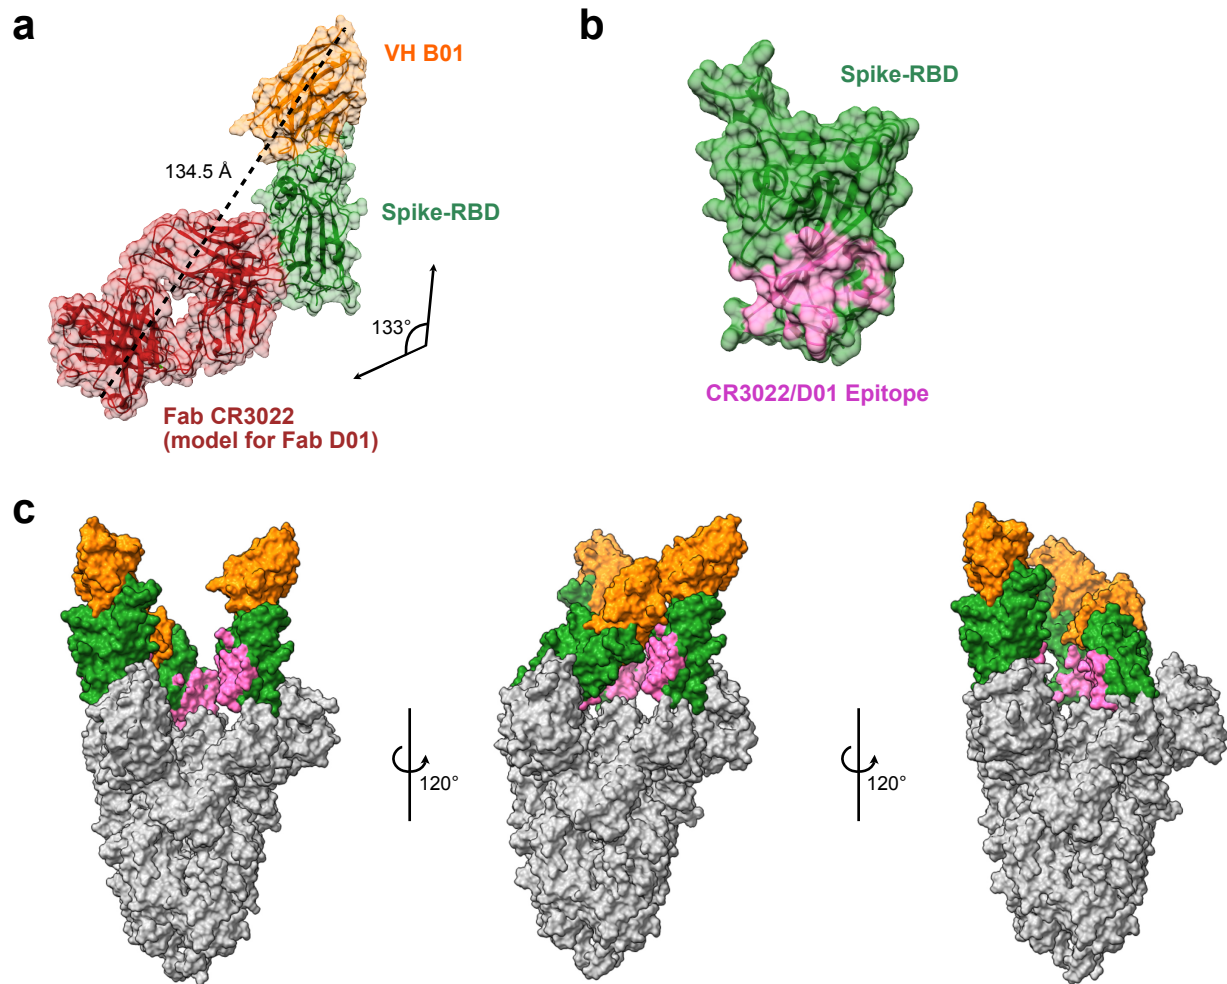 a
VH B01
134.5 Å
Spike-RBD
133°
Fab CR3022
(model for Fab D01)
b
Spike-RBD
CR3022/D01 Epitope
c
120°
120°